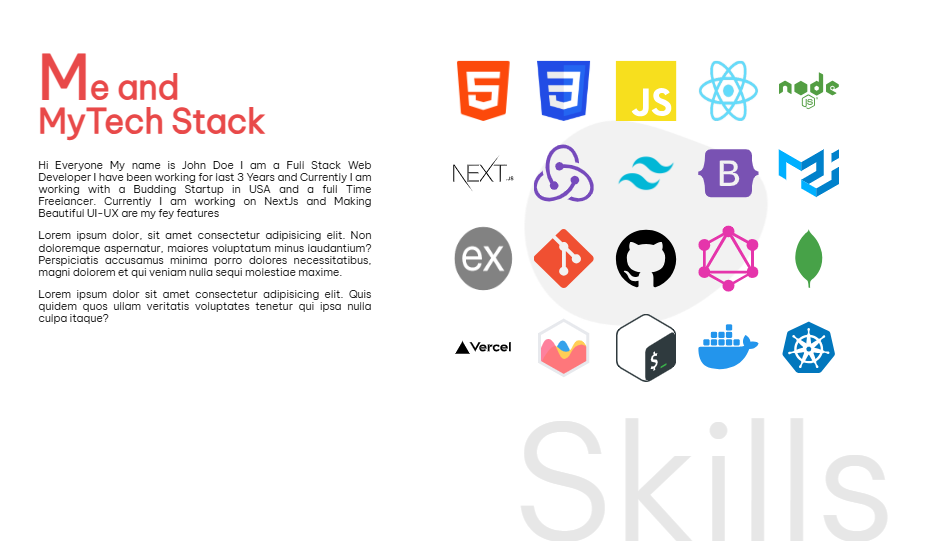 Me and
MyTech Stack
Hi Everyone My name is John Doe I am a Full Stack Web
Developer I have been working for last 3 Years and Currently I am
working with a Budding Startup in USA and a full Time
Freelancer. Currently I am working on NextJs and Making
Beautiful UI-UX are my fey features
Lorem ipsum dolor, sit amet consectetur adipisicing elit. Non
doloremque aspernatur, maiores voluptatum minus laudantium?
Perspiciatis accusamus minima porro dolores necessitatibus,
magni dolorem et qui veniam nulla sequi molestiae maxime.
Lorem ipsum dolor sit amet consectetur adipisicing elit. Quis
quidem quos ullam veritatis voluptates tenetur qui ipsa nulla
culpa itaque?
5
3
JS
node
JS
NEXT.JS
B
ex
Vercel
$_
Skills